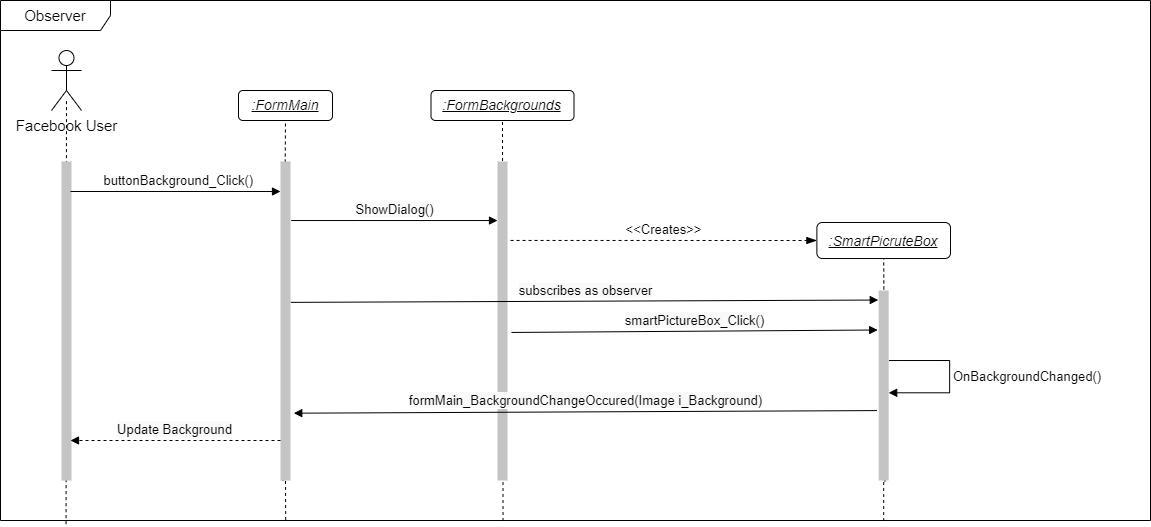 Observer
Facebook User
:FormMain
:FormBackgrounds
buttonBackground_Click()
ShowDialog()
<<Creates>>
:SmartPicruteBox
subscribes as observer
smartPictureBox_Click()
OnBackgroundChanged()
formMain_BackgroundChangeOccured(Image i_Background)
Update Background